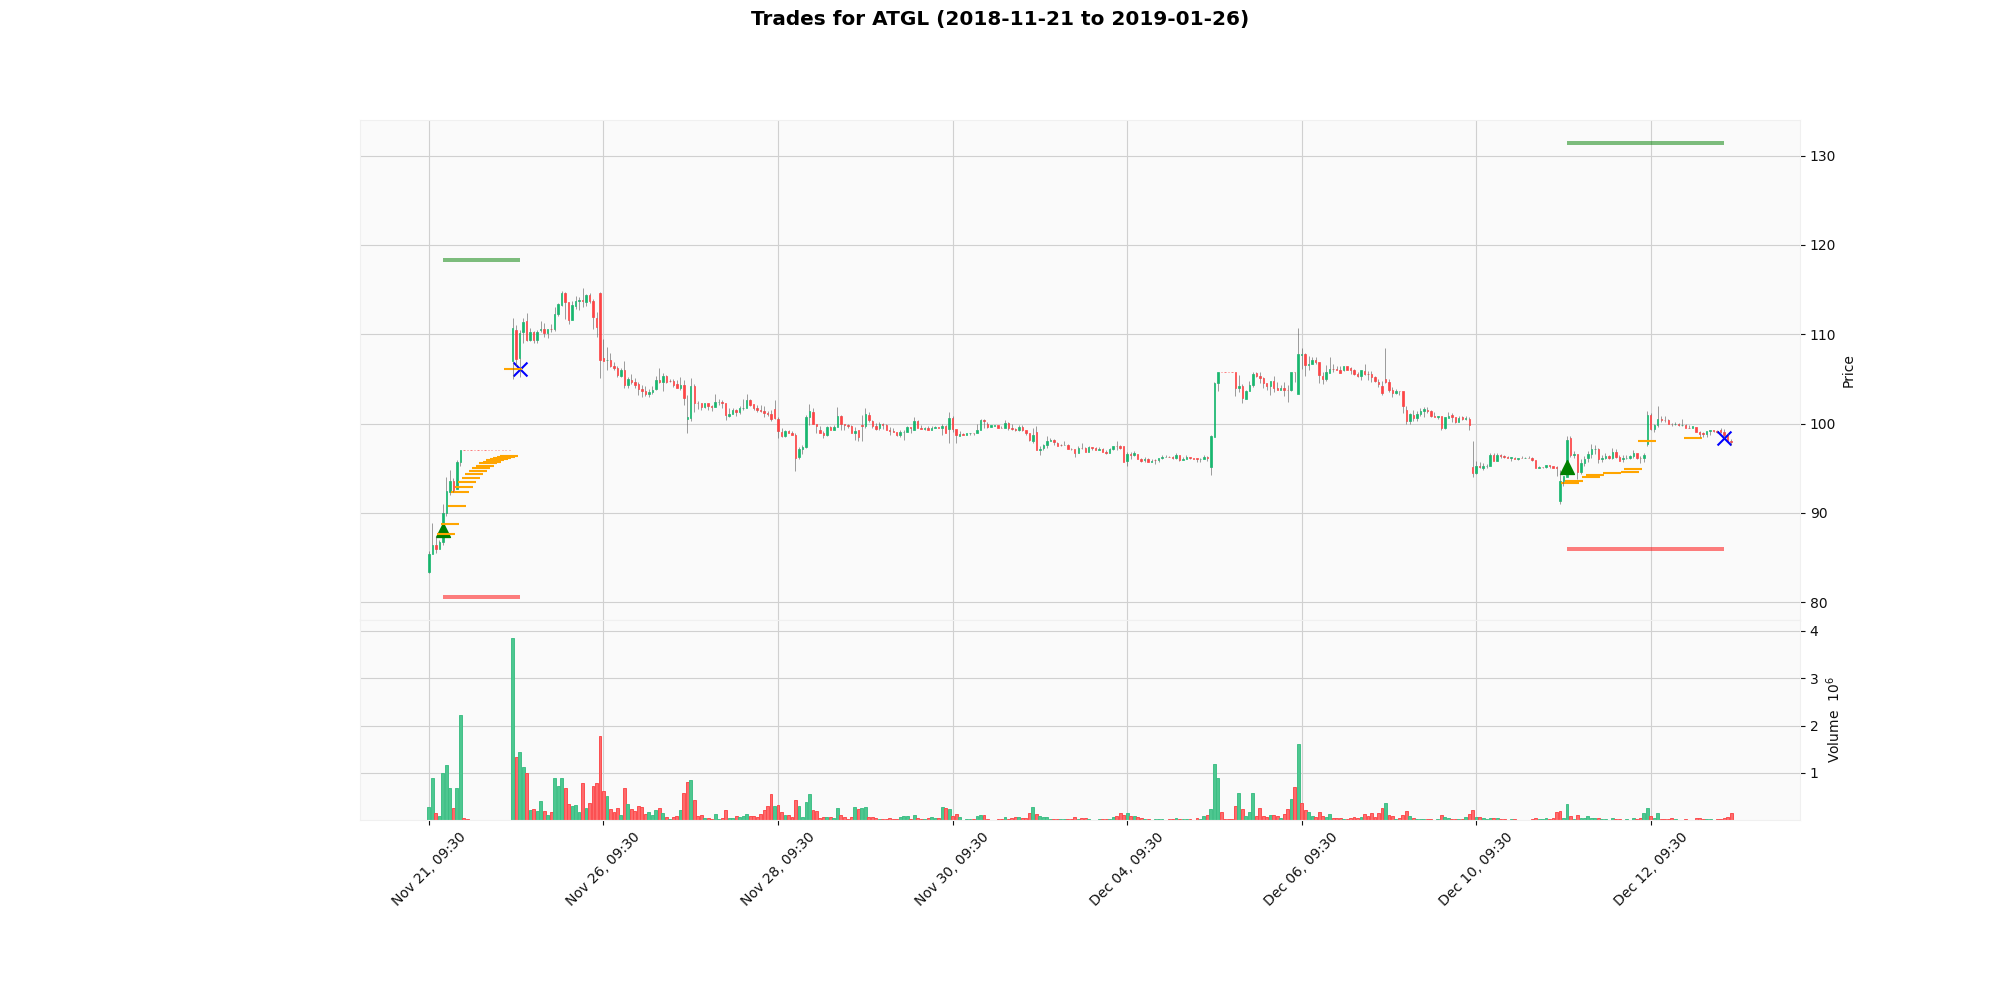 Trades for ATGL (2018-11-21 to 2019-01-26)
130
120
110
100
90
80
Price
4
3
2
1
Volume 10^6
Nov 21, 09:30
Nov 26, 09:30
Nov 28, 09:30
Nov 30, 09:30
Dec 04, 09:30
Dec 06, 09:30
Dec 10, 09:30
Dec 12, 09:30